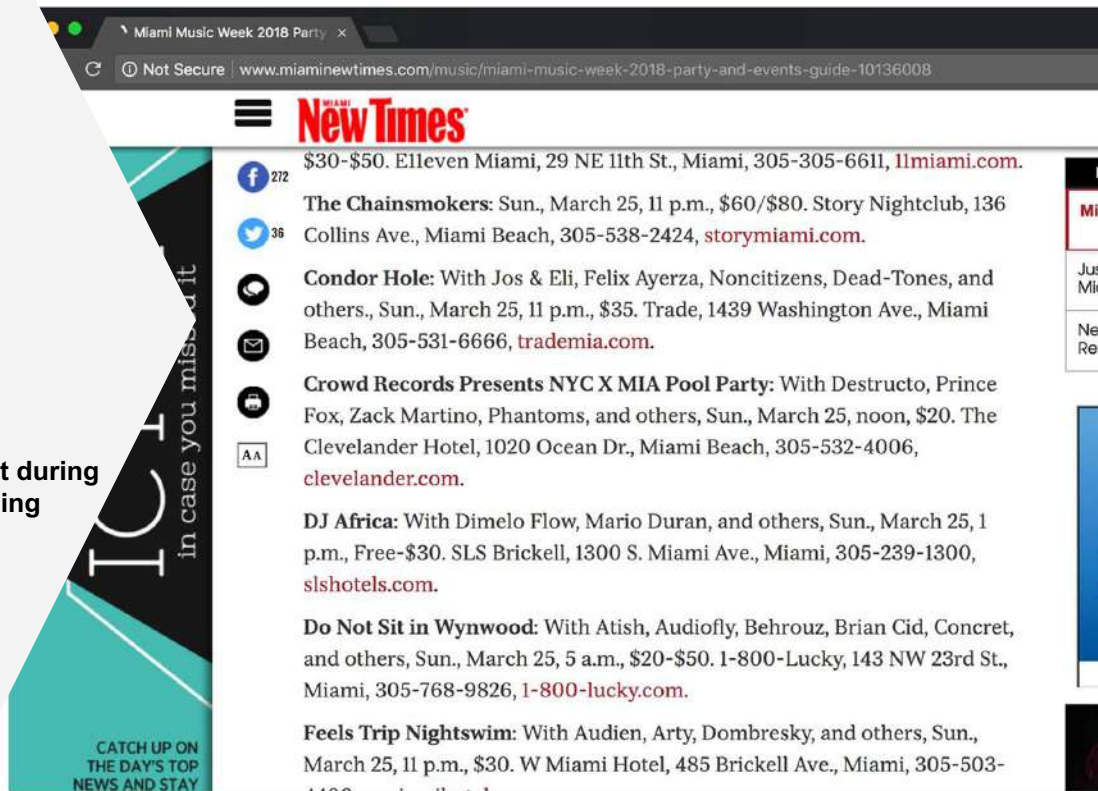 Miami Music Week 2018 Party
Not Secure www.miaminewtimes.com/music/miami-music-week-2018-party-and-events-guide-10136008
MIAMI
New Times
272
36
AA
$30-$50. E11even Miami, 29 NE 11th St., Miami, 305-305-6611, 11miami.com.
The Chainsmokers: Sun., March 25, 11 p.m., $60/$80. Story Nightclub, 136
Collins Ave., Miami Beach, 305-538-2424, storymiami.com.
Condor Hole: With Jos & Eli, Felix Ayerza, Noncitizens, Dead-Tones, and
others., Sun., March 25, 11 p.m., $35. Trade, 1439 Washington Ave., Miami
Beach, 305-531-6666, trademia.com.
Crowd Records Presents NYC X MIA Pool Party: With Destructo, Prince
Fox, Zack Martino, Phantoms, and others, Sun., March 25, noon, $20. The
Clevelander Hotel, 1020 Ocean Dr., Miami Beach, 305-532-4006,
clevelander.com.
DJ Africa: With Dimelo Flow, Mario Duran, and others, Sun., March 25, 1
p.m., Free-$30. SLS Brickell, 1300 S. Miami Ave., Miami, 305-239-1300,
slshotels.com.
Do Not Sit in Wynwood: With Atish, Audiofly, Behrouz, Brian Cid, Concret,
and others, Sun., March 25, 5 a.m., $20-$50. 1-800-Lucky, 143 NW 23rd St.,
Miami, 305-768-9826, 1-800-lucky.com.
Feels Trip Nightswim: With Audien, Arty, Dombresky, and others, Sun.,
March 25, 11 p.m., $30. W Miami Hotel, 485 Brickell Ave., Miami, 305-503-
t during
ing
in case you missed it
CATCH UP ON
THE DAY'S TOP
NEWS AND STAY